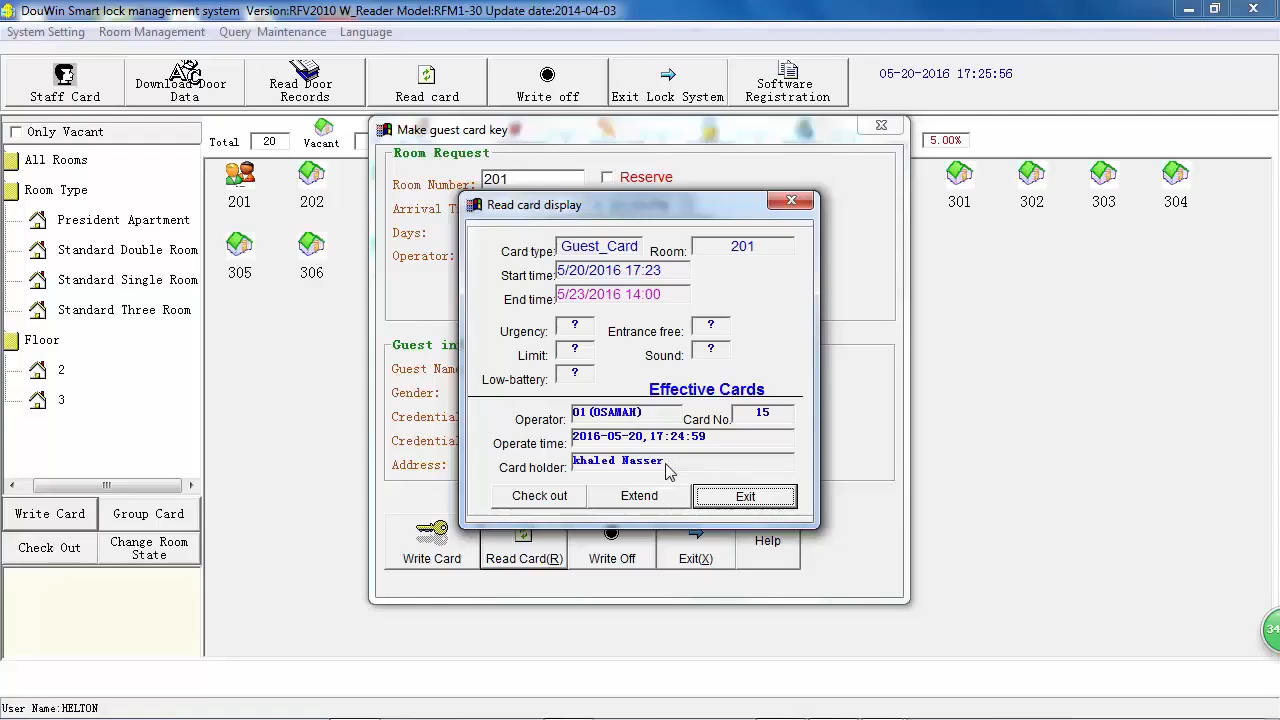 DouWin Smart lock management system Version:RFV2010 W_Reader Model:RFM1-30 Update date:2014-04-03
System Setting Room Management Query Maintenance Language
Staff Card
Download Door Data
Read Door Records
Read card
Write off
Exit Lock System
Software Registration
05-20-2016 17:25:56
Only Vacant
Total 20 Vacant
5.00%
All Rooms
Room Type
President Apartment
Standard Double Room
Standard Single Room
Standard Three Room
Floor
2
3
Write Card
Group Card
Check Out
Change Room State
201 202
301 302 303 304
305 306
Make guest card key
Room Request
Room Number: 201 Reserve
Arrival T
Days:
Operator:
Guest in
Guest Name
Gender:
Credential
Credential
Address:
Write Card
Read Card(R)
Write Off
Exit(X)
Help
Read card display
Card type: Guest_Card Room: 201
Start time: 5/20/2016 17:23
End time: 5/23/2016 14:00
Urgency: ? Entrance free: ?
Limit: ? Sound: ?
Low-battery: ?
Effective Cards
Operator: 01(OSAMAH) Card No. 15
Operate time: 2016-05-20,17:24:59
Card holder: khaled Nasser
Check out Extend Exit
34
User Name:HELTON